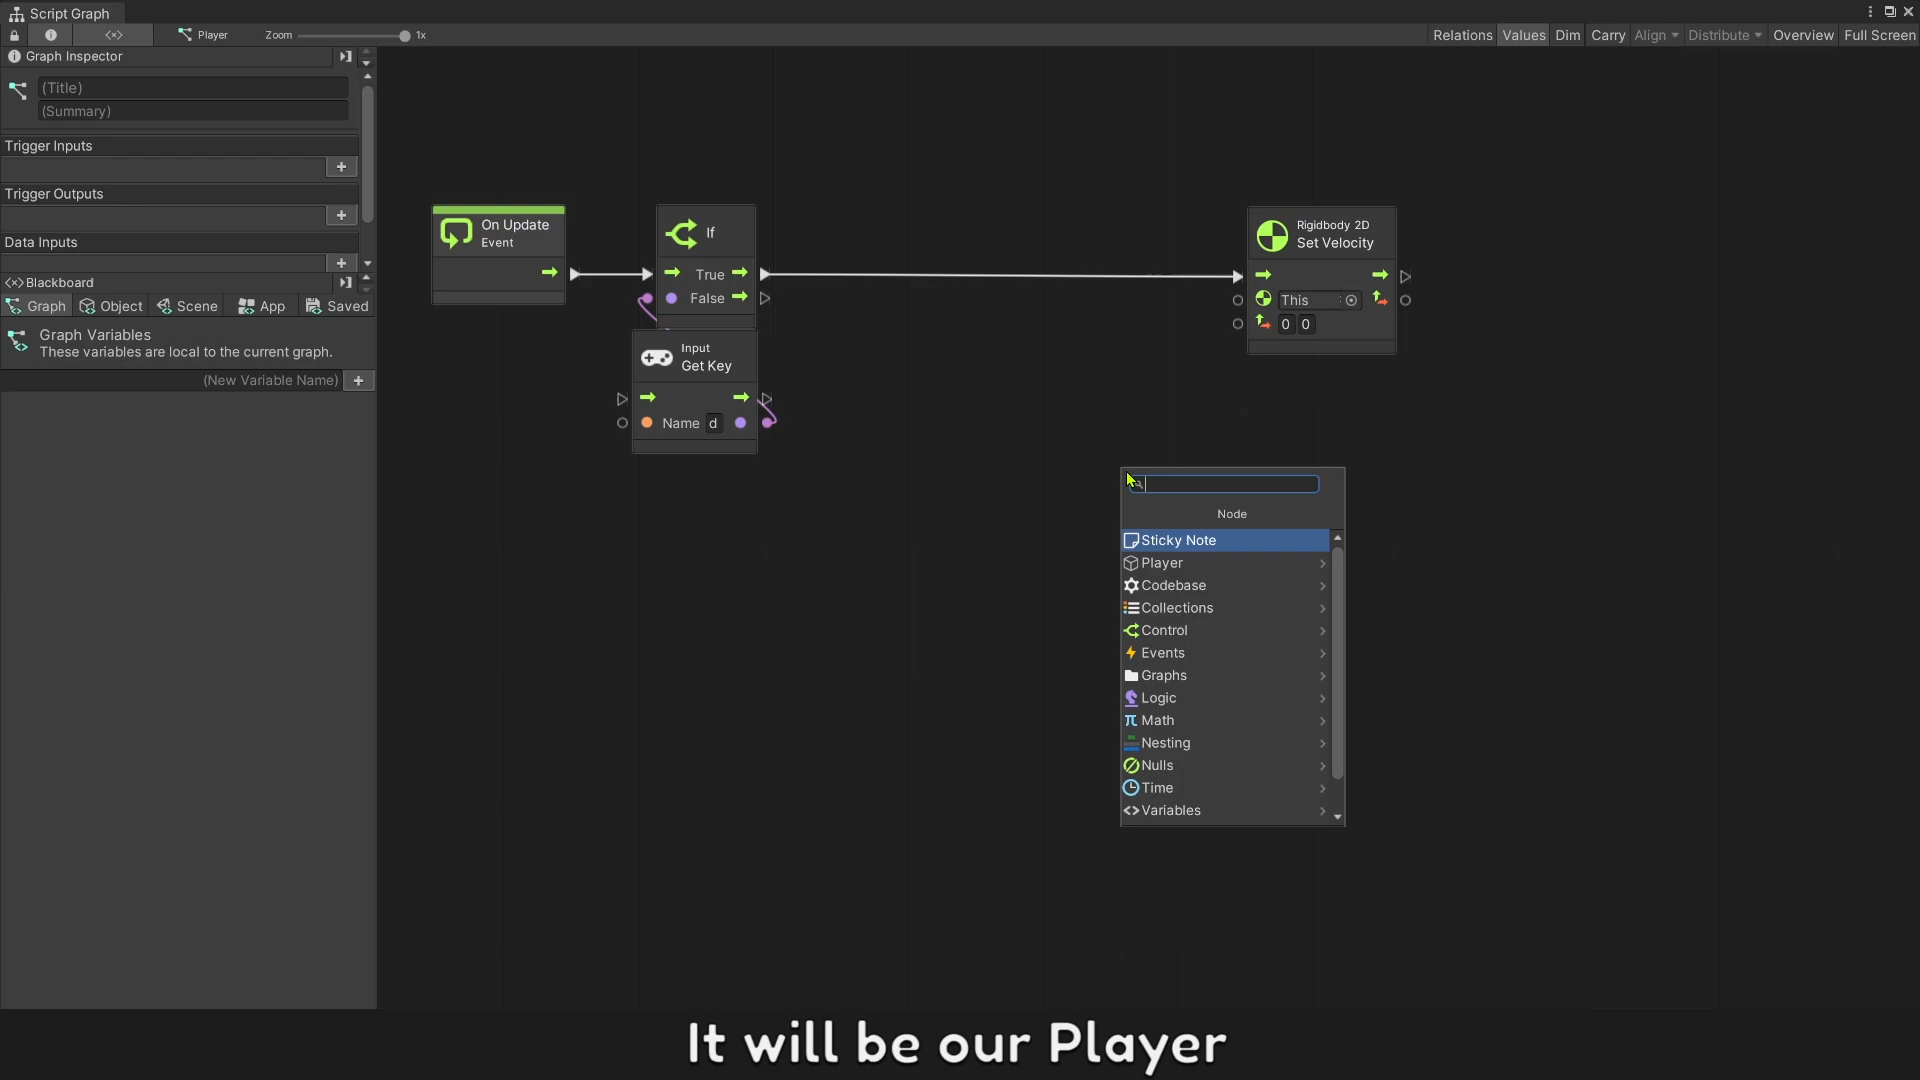 Script Graph
Player
Zoom
1x
Relations
Values
Dim
Carry
Align
Distribute
Overview
Full Screen
Graph Inspector
(Title)
(Summary)
Trigger Inputs
Trigger Outputs
Data Inputs
Blackboard
Graph
Object
Scene
App
Saved
Graph Variables
These variables are local to the current graph.
(New Variable Name)
On Update
Event
If
True
False
Input
Get Key
Name d
Rigidbody 2D
Set Velocity
This
0 0
Node
Sticky Note
Player
Codebase
Collections
Control
Events
Graphs
Logic
Math
Nesting
Nulls
Time
Variables
It will be our Player